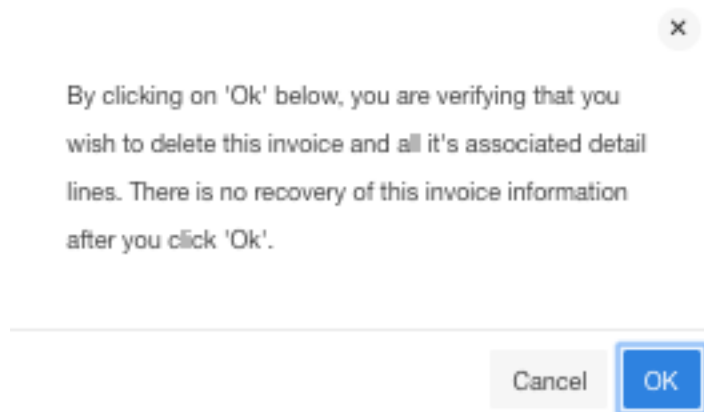 By clicking on 'Ok' below, you are verifying that you
wish to delete this invoice and all it's associated detail
lines. There is no recovery of this invoice information
after you click 'Ok'.
Cancel
OK